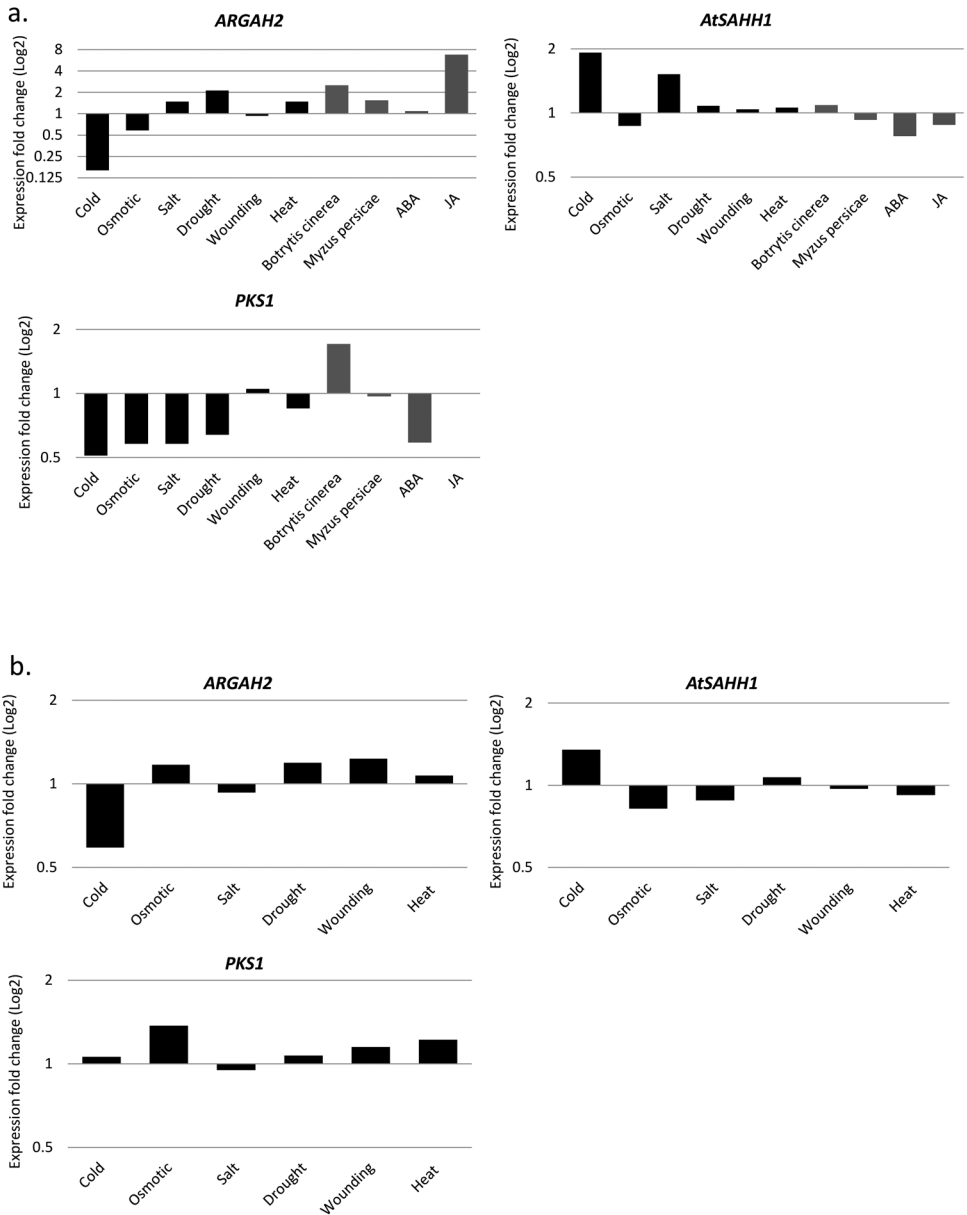 a.
ARGAH2
Expression fold change (Log2)
8
4
2
1
0.5
0.25
0.125
Cold
Osmotic
Salt
Drought
Wounding
Heat
Botrytis cinerea
Myzus persicae
ABA
JA
AtSAHH1
Expression fold change (Log2)
2
1
0.5
Cold
Osmotic
Salt
Drought
Wounding
Heat
Botrytis cinerea
Myzus persicae
ABA
JA
PKS1
Expression fold change (Log2)
2
1
0.5
Cold
Osmotic
Salt
Drought
Wounding
Heat
Botrytis cinerea
Myzus persicae
ABA
JA
b.
ARGAH2
Expression fold change (Log2)
2
1
0.5
Cold
Osmotic
Salt
Drought
Wounding
Heat
AtSAHH1
Expression fold change (Log2)
2
1
0.5
Cold
Osmotic
Salt
Drought
Wounding
Heat
PKS1
Expression fold change (Log2)
2
1
0.5
Cold
Osmotic
Salt
Drought
Wounding
Heat